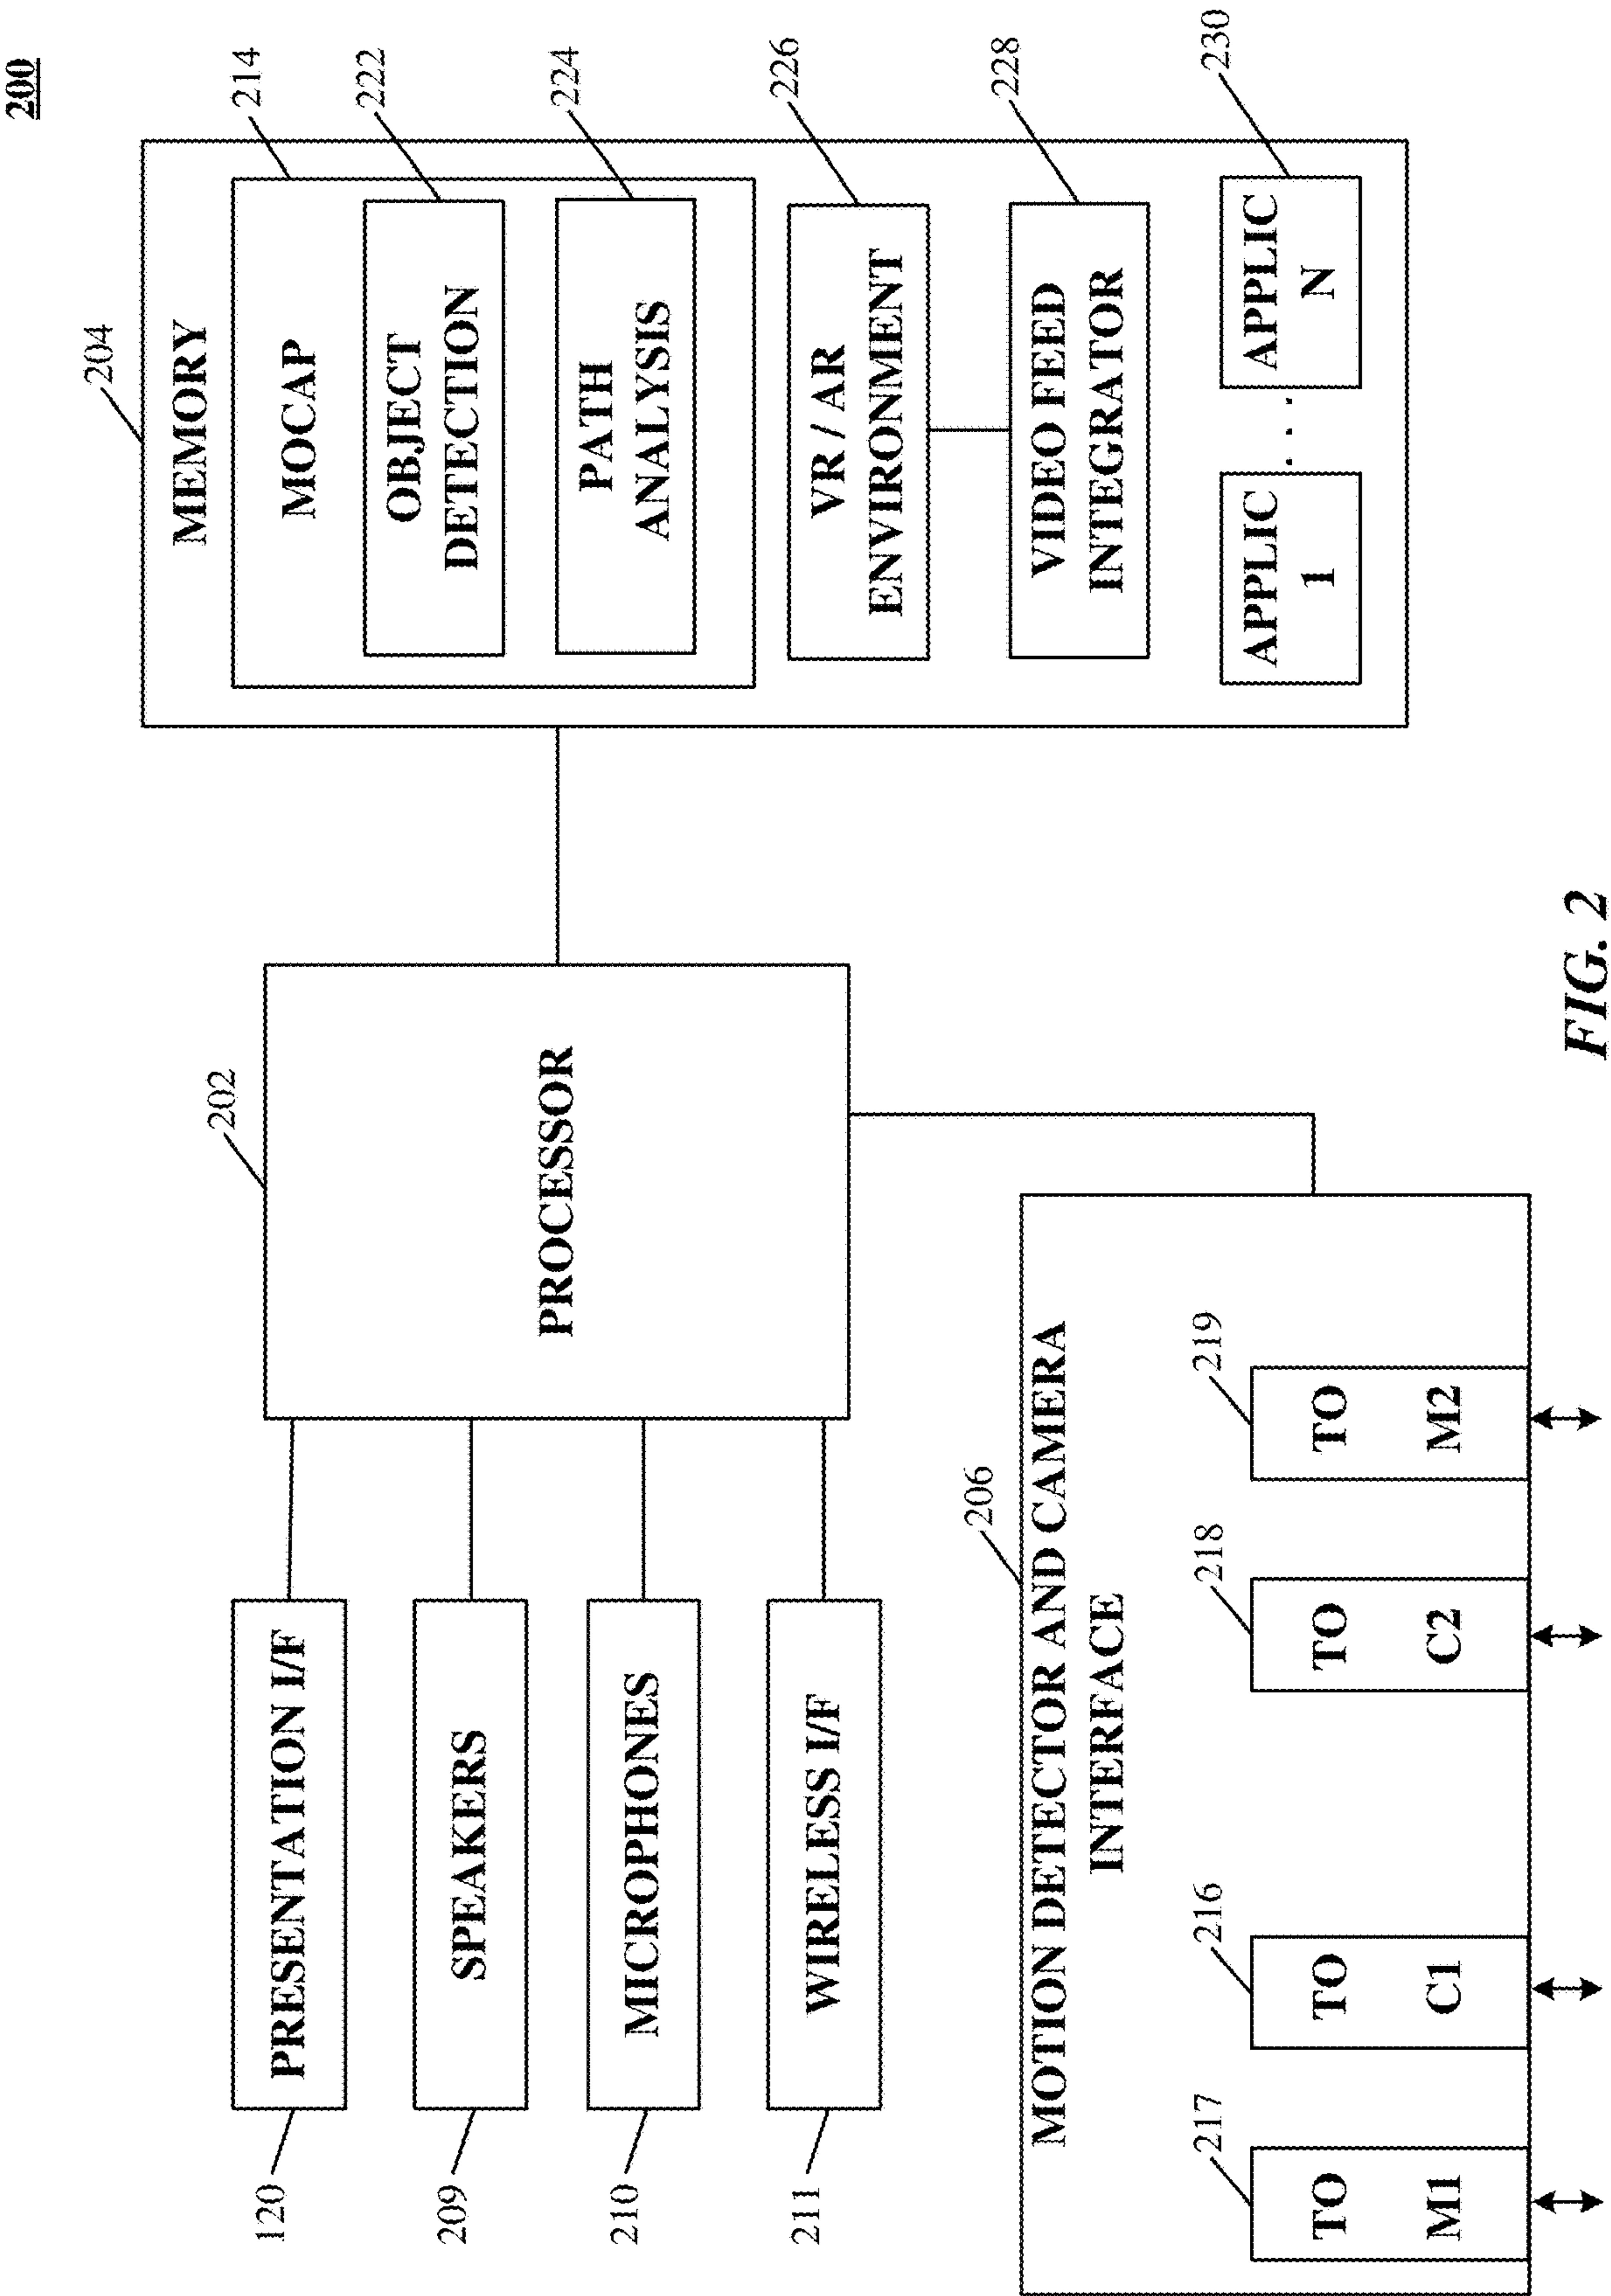 200
120
PRESENTATION I/F
209
SPEAKERS
210
MICROPHONES
211
WIRELESS I/F
202
PROCESSOR
204
MEMORY
214
MOCAP
222
OBJECT
DETECTION
224
PATH
ANALYSIS
226
VR / AR
ENVIRONMENT
228
VIDEO FEED
INTEGRATOR
230
APPLIC
1
. . .
APPLIC
N
206
MOTION DETECTOR AND CAMERA
INTERFACE
217
TO
M1
216
TO
C1
218
TO
C2
219
TO
M2
FIG. 2